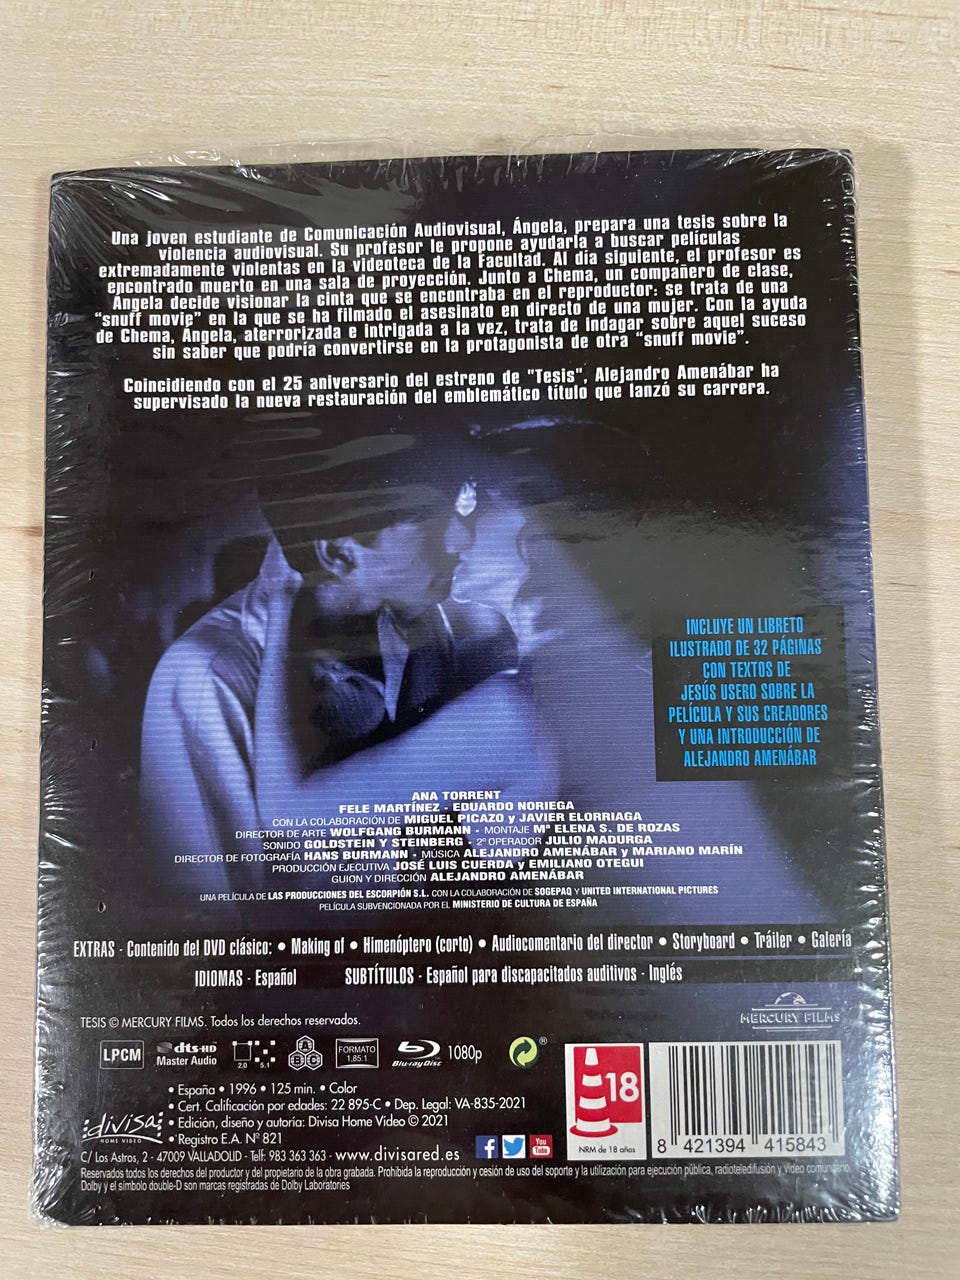 Una joven estudiante de Comunicación Audiovisual, Ángela, prepara una tesis sobre la
violencia audiovisual. Su profesor le propone ayudarla a buscar películas
extremadamente violentas en la videoteca de la Facultad. Al día siguiente, el profesor es
encontrado muerto en una sala de proyección. Junto a Chema, un compañero de clase,
Ángela decide visionar la cinta que se encontraba en el reproductor: se trata de una
“snuff movie” en la que se ha filmado el asesinato en directo de una mujer. Con la ayuda
de Chema, Ángela, aterrorizada e intrigada a la vez, trata de indagar sobre aquel suceso
sin saber que podría convertirse en la protagonista de otra “snuff movie”.
Coincidiendo con el 25 aniversario del estreno de "Tesis", Alejandro Amenábar ha
supervisado la nueva restauración del emblemático título que lanzó su carrera.
INCLUYE UN LIBRETO
ILUSTRADO DE 32 PÁGINAS
CON TEXTOS DE
JESÚS USERO SOBRE LA
PELÍCULA Y SUS CREADORES
Y UNA INTRODUCCIÓN DE
ALEJANDRO AMENÁBAR
ANA TORRENT
FELE MARTÍNEZ - EDUARDO NORIEGA
CON LA COLABORACIÓN DE MIGUEL PICAZO y JAVIER ELORRIAGA
DIRECTOR DE ARTE WOLFGANG BURMANN - MONTAJE Mª ELENA S. DE ROZAS
SONIDO GOLDSTEIN Y STEINBERG - 2º OPERADOR JULIO MADURGA
DIRECTOR DE FOTOGRAFÍA HANS BURMANN - MÚSICA ALEJANDRO AMENÁBAR y MARIANO MARÍN
PRODUCCIÓN EJECUTIVA JOSÉ LUIS CUERDA y EMILIANO OTEGUI
GUION Y DIRECCIÓN ALEJANDRO AMENÁBAR
UNA PELÍCULA DE LAS PRODUCCIONES DEL ESCORPIÓN S.L. CON LA COLABORACIÓN DE SOGEPAQ Y UNITED INTERNATIONAL PICTURES
PELÍCULA SUBVENCIONADA POR EL MINISTERIO DE CULTURA DE ESPAÑA
EXTRAS - Contenido del DVD clásico: • Making of • Himenóptero (corto) • Audiocomentario del director • Storyboard • Tráiler • Galería
IDIOMAS - Español SUBTÍTULOS - Español para discapacitados auditivos - Inglés
TESIS © MERCURY FILMS. Todos los derechos reservados.
MERCURY FILMS
LPCM
dts-HD
Master Audio
2.0 5.1
A B C
FORMATO
1,85:1
Blu-ray Disc
1080p
®
• España • 1996 • 125 min. • Color
• Cert. Calificación por edades: 22 895-C • Dep. Legal: VA-835-2021
• Edición, diseño y autoría: Divisa Home Video © 2021
• Registro E.A. Nº 821
divisa
HOME VIDEO
C/ Los Astros, 2 - 47009 VALLADOLID - Telf: 983 363 363 - www.divisared.es
You Tube
18
NRM de 18 años
8 421394 415843
Reservados todos los derechos del productor y del propietario de la obra grabada. Prohibida la reproducción y cesión de uso del soporte y la utilización para ejecución pública, radioteledifusión y Vídeo comunitario
Dolby y el símbolo double-D son marcas registradas de Dolby Laboratories